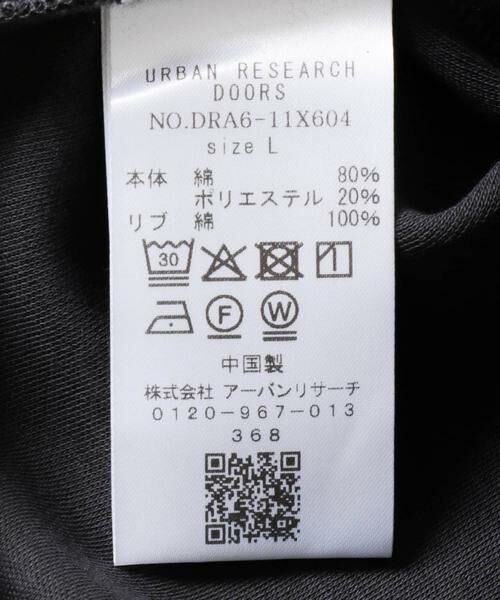 URBAN RESEARCH
DOORS
NO.DRA6-11X604
size L
本体 綿 80%
ポリエステル 20%
リブ 綿 100%
30
F W
中国製
株式会社 アーバンリサーチ
0120-967-013
368